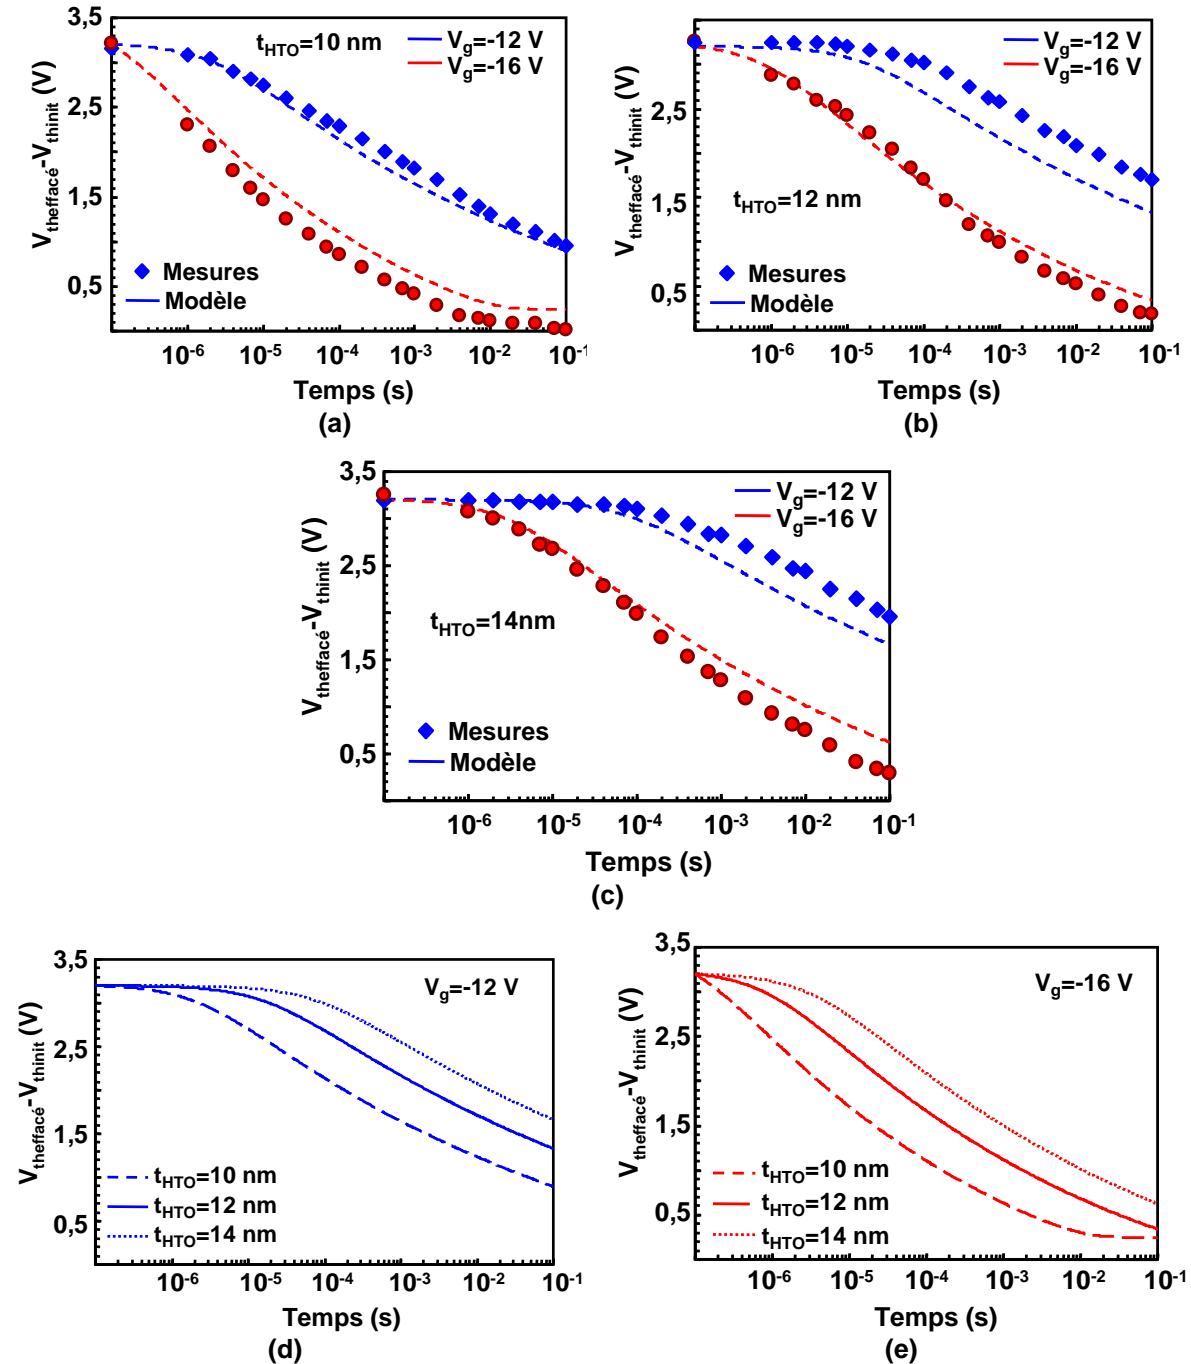 3,5
2,5
1,5
0,5
V_theffacé-V_thinit (V)
t_HTO=10 nm
V_g=-12 V
V_g=-16 V
Mesures
Modèle
10^-6 10^-5 10^-4 10^-3 10^-2 10^-1
Temps (s)
(a)
3,5
2,5
1,5
0,5
V_theffacé-V_thinit (V)
V_g=-12 V
V_g=-16 V
t_HTO=12 nm
Mesures
Modèle
10^-6 10^-5 10^-4 10^-3 10^-2 10^-1
Temps (s)
(b)
3,5
2,5
1,5
0,5
V_theffacé-V_thinit (V)
V_g=-12 V
V_g=-16 V
t_HTO=14nm
Mesures
Modèle
10^-6 10^-5 10^-4 10^-3 10^-2 10^-1
Temps (s)
(c)
3,5
2,5
1,5
0,5
V_theffacé-V_thinit (V)
V_g=-12 V
t_HTO=10 nm
t_HTO=12 nm
t_HTO=14 nm
10^-6 10^-5 10^-4 10^-3 10^-2 10^-1
Temps (s)
(d)
3,5
2,5
1,5
0,5
V_theffacé-V_thinit (V)
V_g=-16 V
t_HTO=10 nm
t_HTO=12 nm
t_HTO=14 nm
10^-6 10^-5 10^-4 10^-3 10^-2 10^-1
Temps (s)
(e)